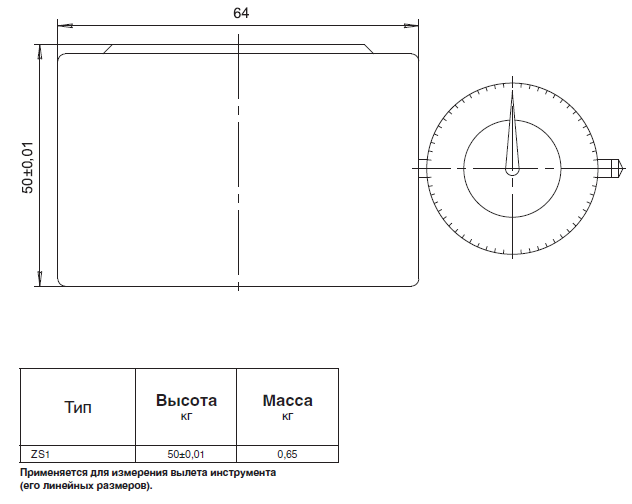 64
50±0,01
Тип
Высота
кг
Масса
кг
ZS1
50±0,01
0,65
Применяется для измерения вылета инструмента
(его линейных размеров).